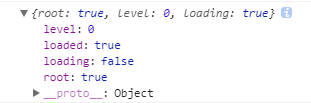 ▼{root: true, level: 0, loading: true} i
level: 0
loaded: true
loading: false
root: true
▶__proto__: Object